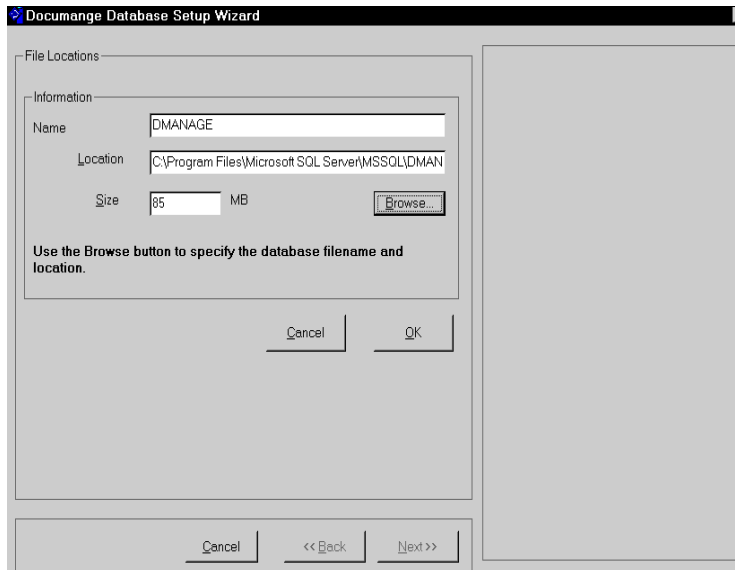 Documange Database Setup Wizard
File Locations
Information
Name
DMANAGE
Location
C:\Program Files\Microsoft SQL Server\MSSQL\DMAN
Size
85
MB
Browse...
Use the Browse button to specify the database filename and
location.
Cancel
OK
Cancel
<< Back
Next >>